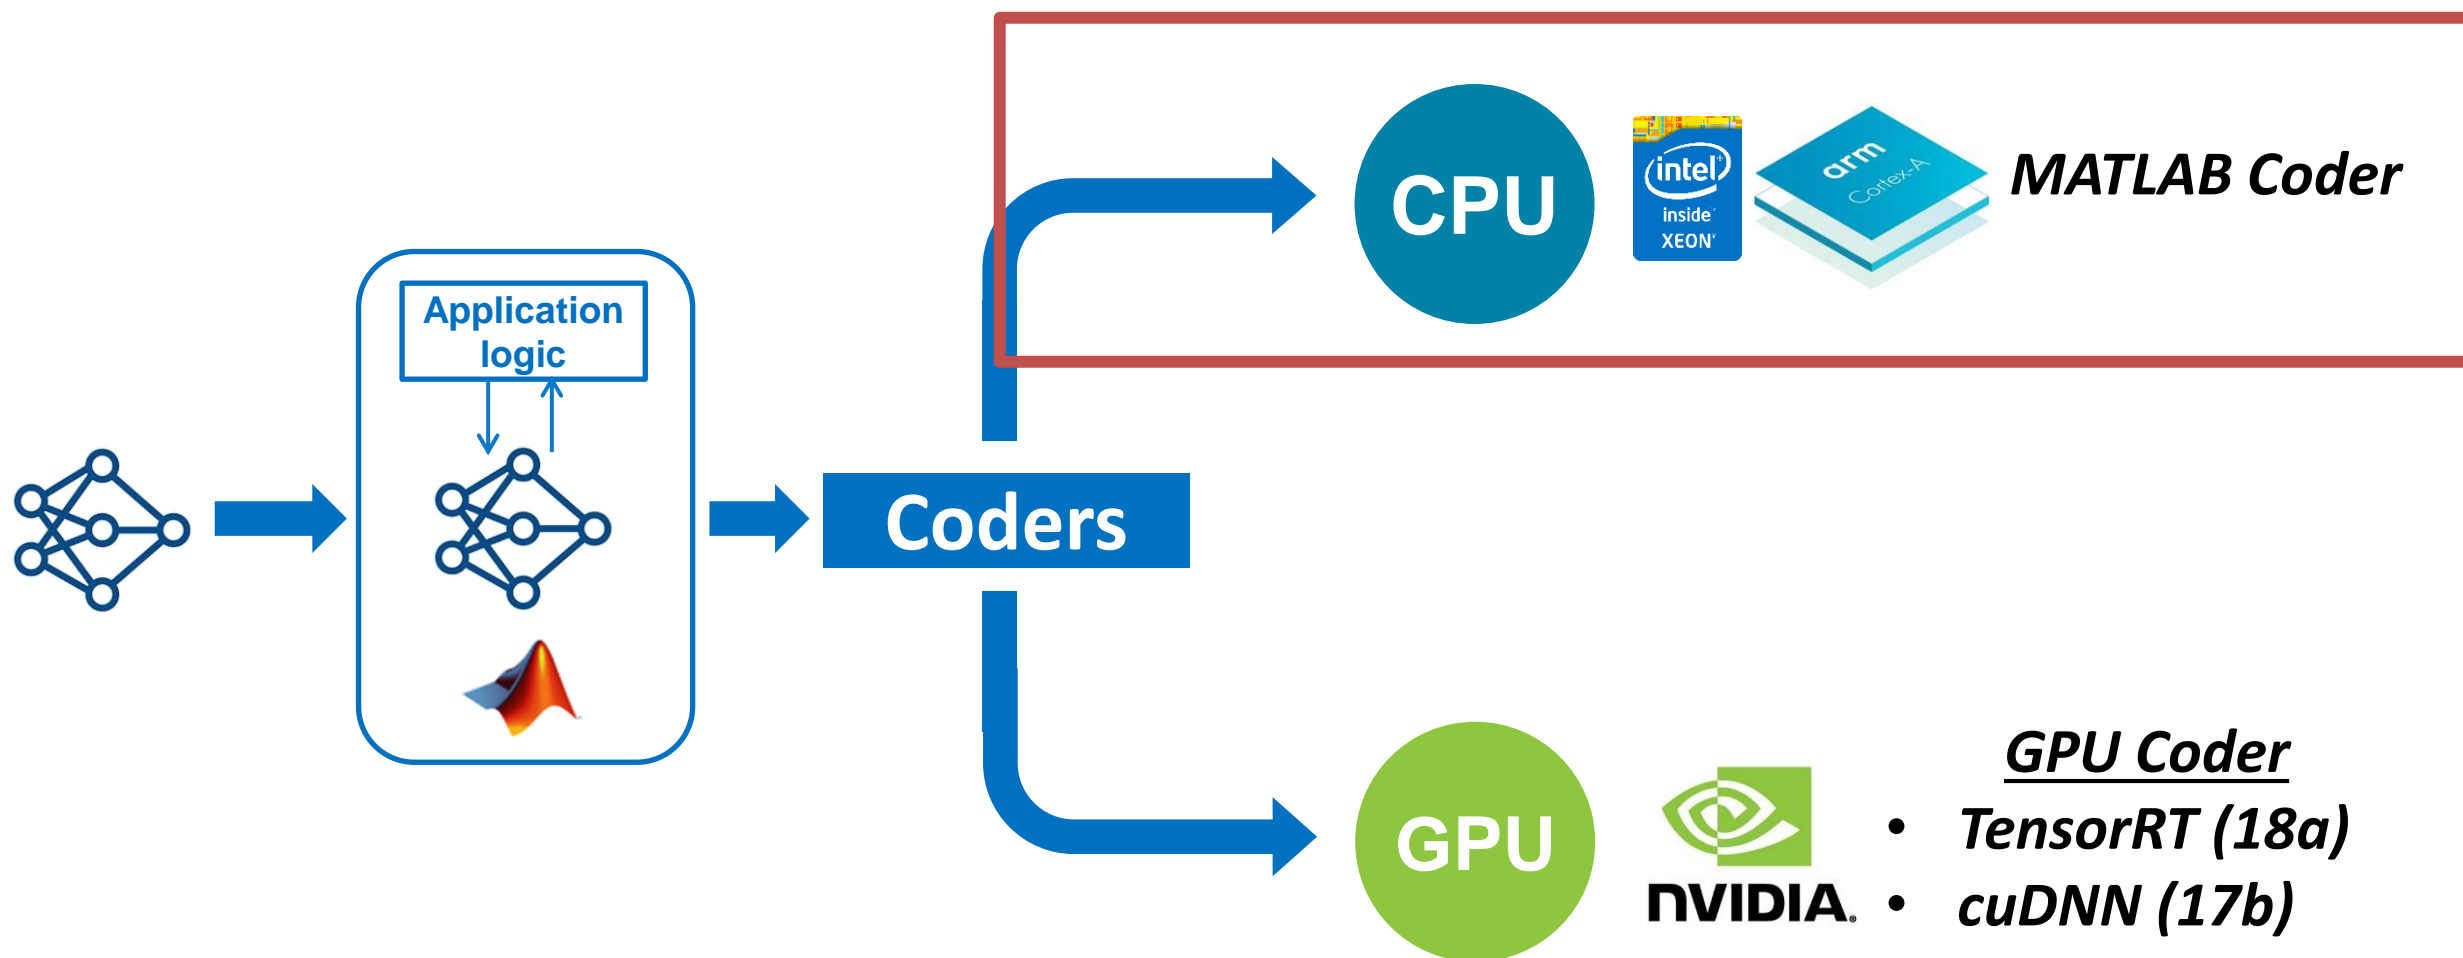 Application
logic
Coders
CPU
intel
inside
XEON
arm
Cortex-A
MATLAB Coder
GPU
NVIDIA.
GPU Coder
• TensorRT (18a)
• cuDNN (17b)